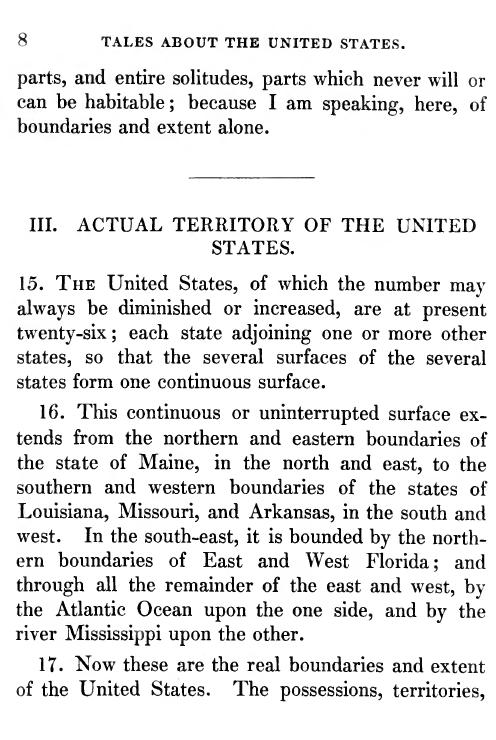 8 TALES ABOUT THE UNITED STATES.
parts, and entire solitudes, parts which never will or
can be habitable; because I am speaking, here, of
boundaries and extent alone.
III. ACTUAL TERRITORY OF THE UNITED
STATES.
15. THE United States, of which the number may
always be diminished or increased, are at present
twenty-six; each state adjoining one or more other
states, so that the several surfaces of the several
states form one continuous surface.
16. This continuous or uninterrupted surface ex-
tends from the northern and eastern boundaries of
the state of Maine, in the north and east, to the
southern and western boundaries of the states of
Louisiana, Missouri, and Arkansas, in the south and
west. In the south-east, it is bounded by the north-
ern boundaries of East and West Florida; and
through all the remainder of the east and west, by
the Atlantic Ocean upon the one side, and by the
river Mississippi upon the other.
17. Now these are the real boundaries and extent
of the United States. The possessions, territories,